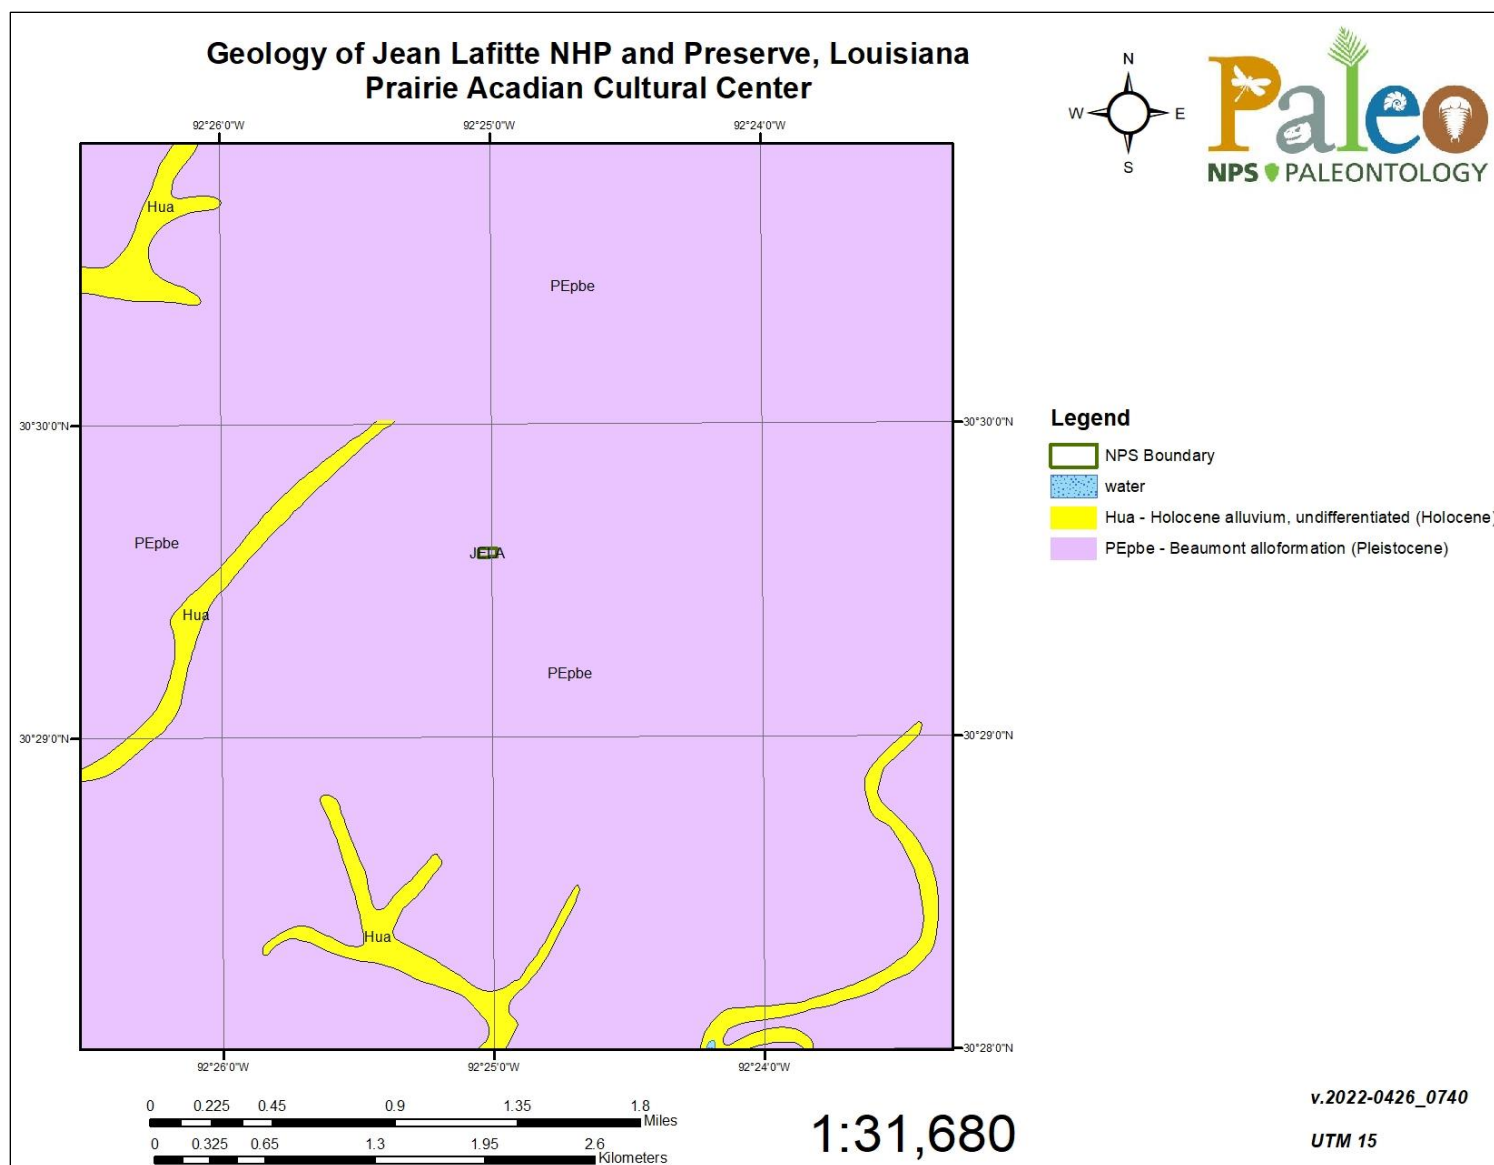 Geology of Jean Lafitte NHP and Preserve, Louisiana
Prairie Acadian Cultural Center
N
W E
S
Paleo
NPS PALEONTOLOGY
92°26'0"W 92°25'0"W 92°24'0"W
Hua
PEpbe
30°30'0"N 30°30'0"N
Legend
NPS Boundary
water
Hua - Holocene alluvium, undifferentiated (Holocene)
PEpbe - Beaumont alloformation (Pleistocene)
PEpbe
JELA
Hua
PEpbe
30°29'0"N 30°29'0"N
Hua
30°28'0"N
92°26'0"W 92°25'0"W 92°24'0"W
0 0.225 0.45 0.9 1.35 1.8
Miles
0 0.325 0.65 1.3 1.95 2.6
Kilometers
1:31,680
v.2022-0426_0740
UTM 15